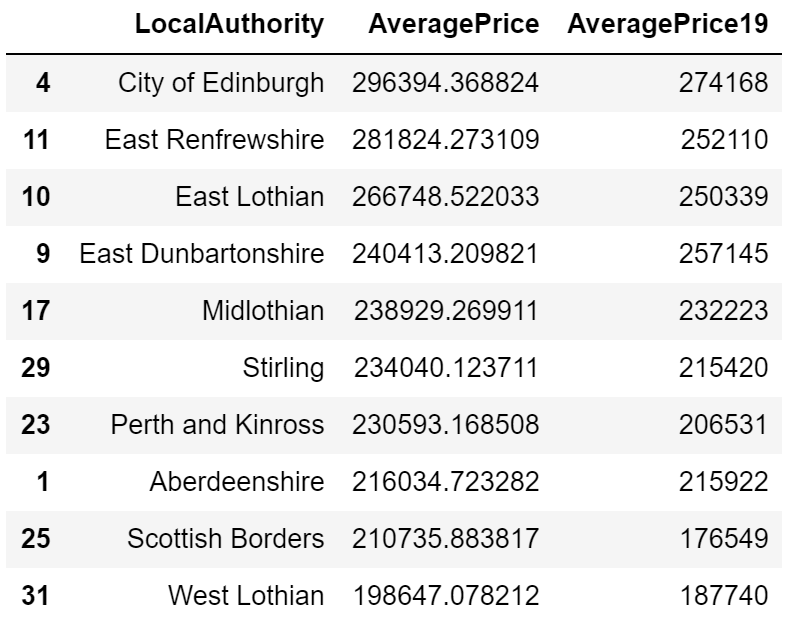 LocalAuthority AveragePrice AveragePrice19
4 City of Edinburgh 296394.368824 274168
11 East Renfrewshire 281824.273109 252110
10 East Lothian 266748.522033 250339
9 East Dunbartonshire 240413.209821 257145
17 Midlothian 238929.269911 232223
29 Stirling 234040.123711 215420
23 Perth and Kinross 230593.168508 206531
1 Aberdeenshire 216034.723282 215922
25 Scottish Borders 210735.883817 176549
31 West Lothian 198647.078212 187740